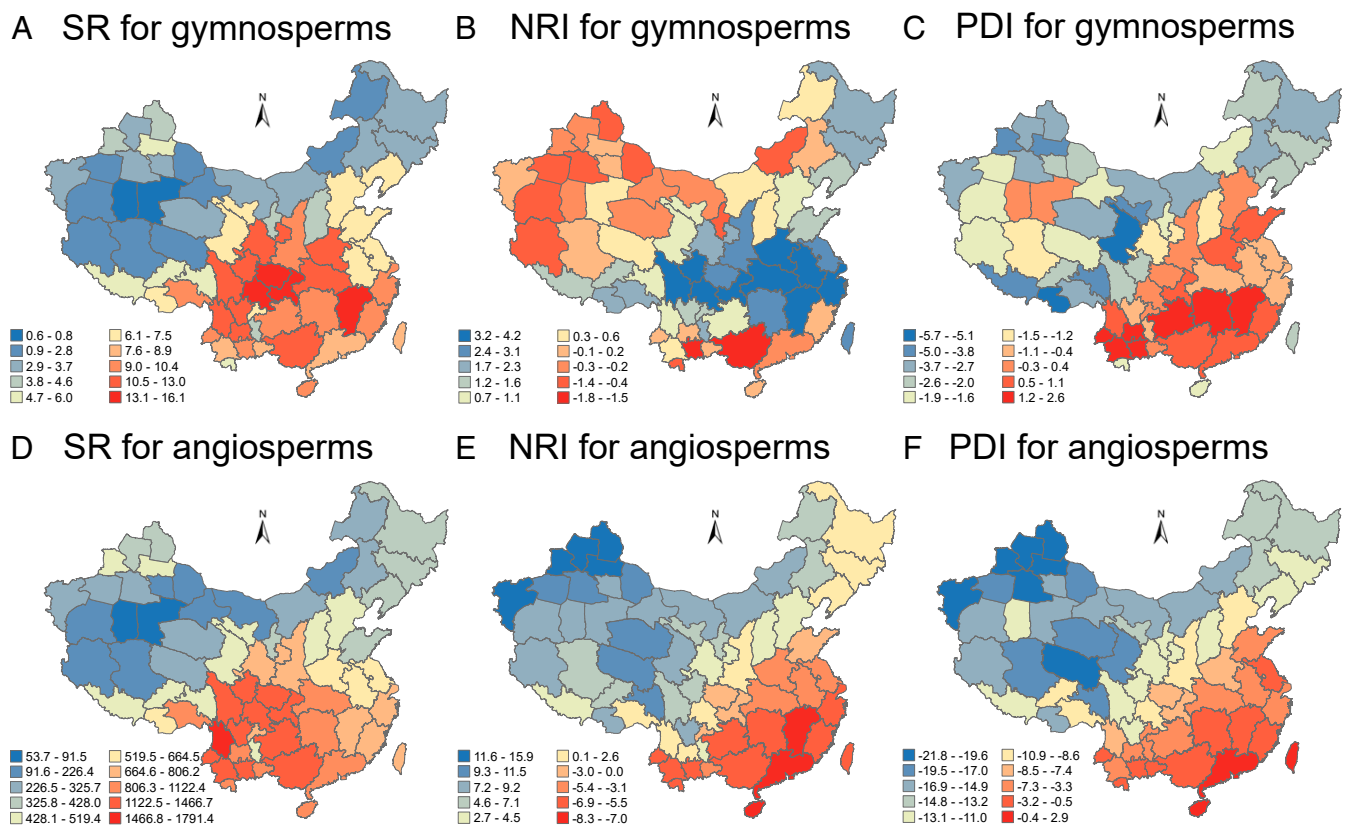 A SR for gymnosperms
B NRI for gymnosperms
C PDI for gymnosperms
N
N
N
0.6 - 0.8
0.9 - 2.8
2.9 - 3.7
3.8 - 4.6
4.7 - 6.0
6.1 - 7.5
7.6 - 8.9
9.0 - 10.4
10.5 - 13.0
13.1 - 16.1
3.2 - 4.2
2.4 - 3.1
1.7 - 2.3
1.2 - 1.6
0.7 - 1.1
0.3 - 0.6
-0.1 - 0.2
-0.3 - -0.2
-1.4 - -0.4
-1.8 - -1.5
-5.7 - -5.1
-5.0 - -3.8
-3.7 - -2.7
-2.6 - -2.0
-1.9 - -1.6
-1.5 - -1.2
-1.1 - -0.4
-0.3 - 0.4
0.5 - 1.1
1.2 - 2.6
D SR for angiosperms
E NRI for angiosperms
F PDI for angiosperms
N
N
N
53.7 - 91.5
91.6 - 226.4
226.5 - 325.7
325.8 - 428.0
428.1 - 519.4
519.5 - 664.5
664.6 - 806.2
806.3 - 1122.4
1122.5 - 1466.7
1466.8 - 1791.4
11.6 - 15.9
9.3 - 11.5
7.2 - 9.2
4.6 - 7.1
2.7 - 4.5
0.1 - 2.6
-3.0 - 0.0
-5.4 - -3.1
-6.9 - -5.5
-8.3 - -7.0
-21.8 - -19.6
-19.5 - -17.0
-16.9 - -14.9
-14.8 - -13.2
-13.1 - -11.0
-10.9 - -8.6
-8.5 - -7.4
-7.3 - -3.3
-3.2 - -0.5
-0.4 - 2.9